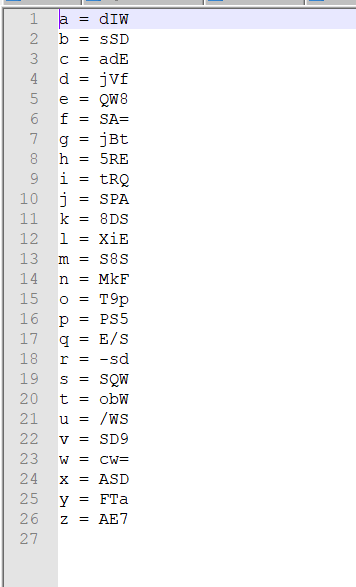 1 a = dIW
2 b = sSD
3 c = adE
4 d = jVf
5 e = QW8
6 f = SA=
7 g = jBt
8 h = 5RE
9 i = tRQ
10 j = SPA
11 k = 8DS
12 l = XiE
13 m = S8S
14 n = MkF
15 o = T9p
16 p = PS5
17 q = E/S
18 r = -sd
19 s = SQW
20 t = obW
21 u = /WS
22 v = SD9
23 w = cw=
24 x = ASD
25 y = FTa
26 z = AE7
27